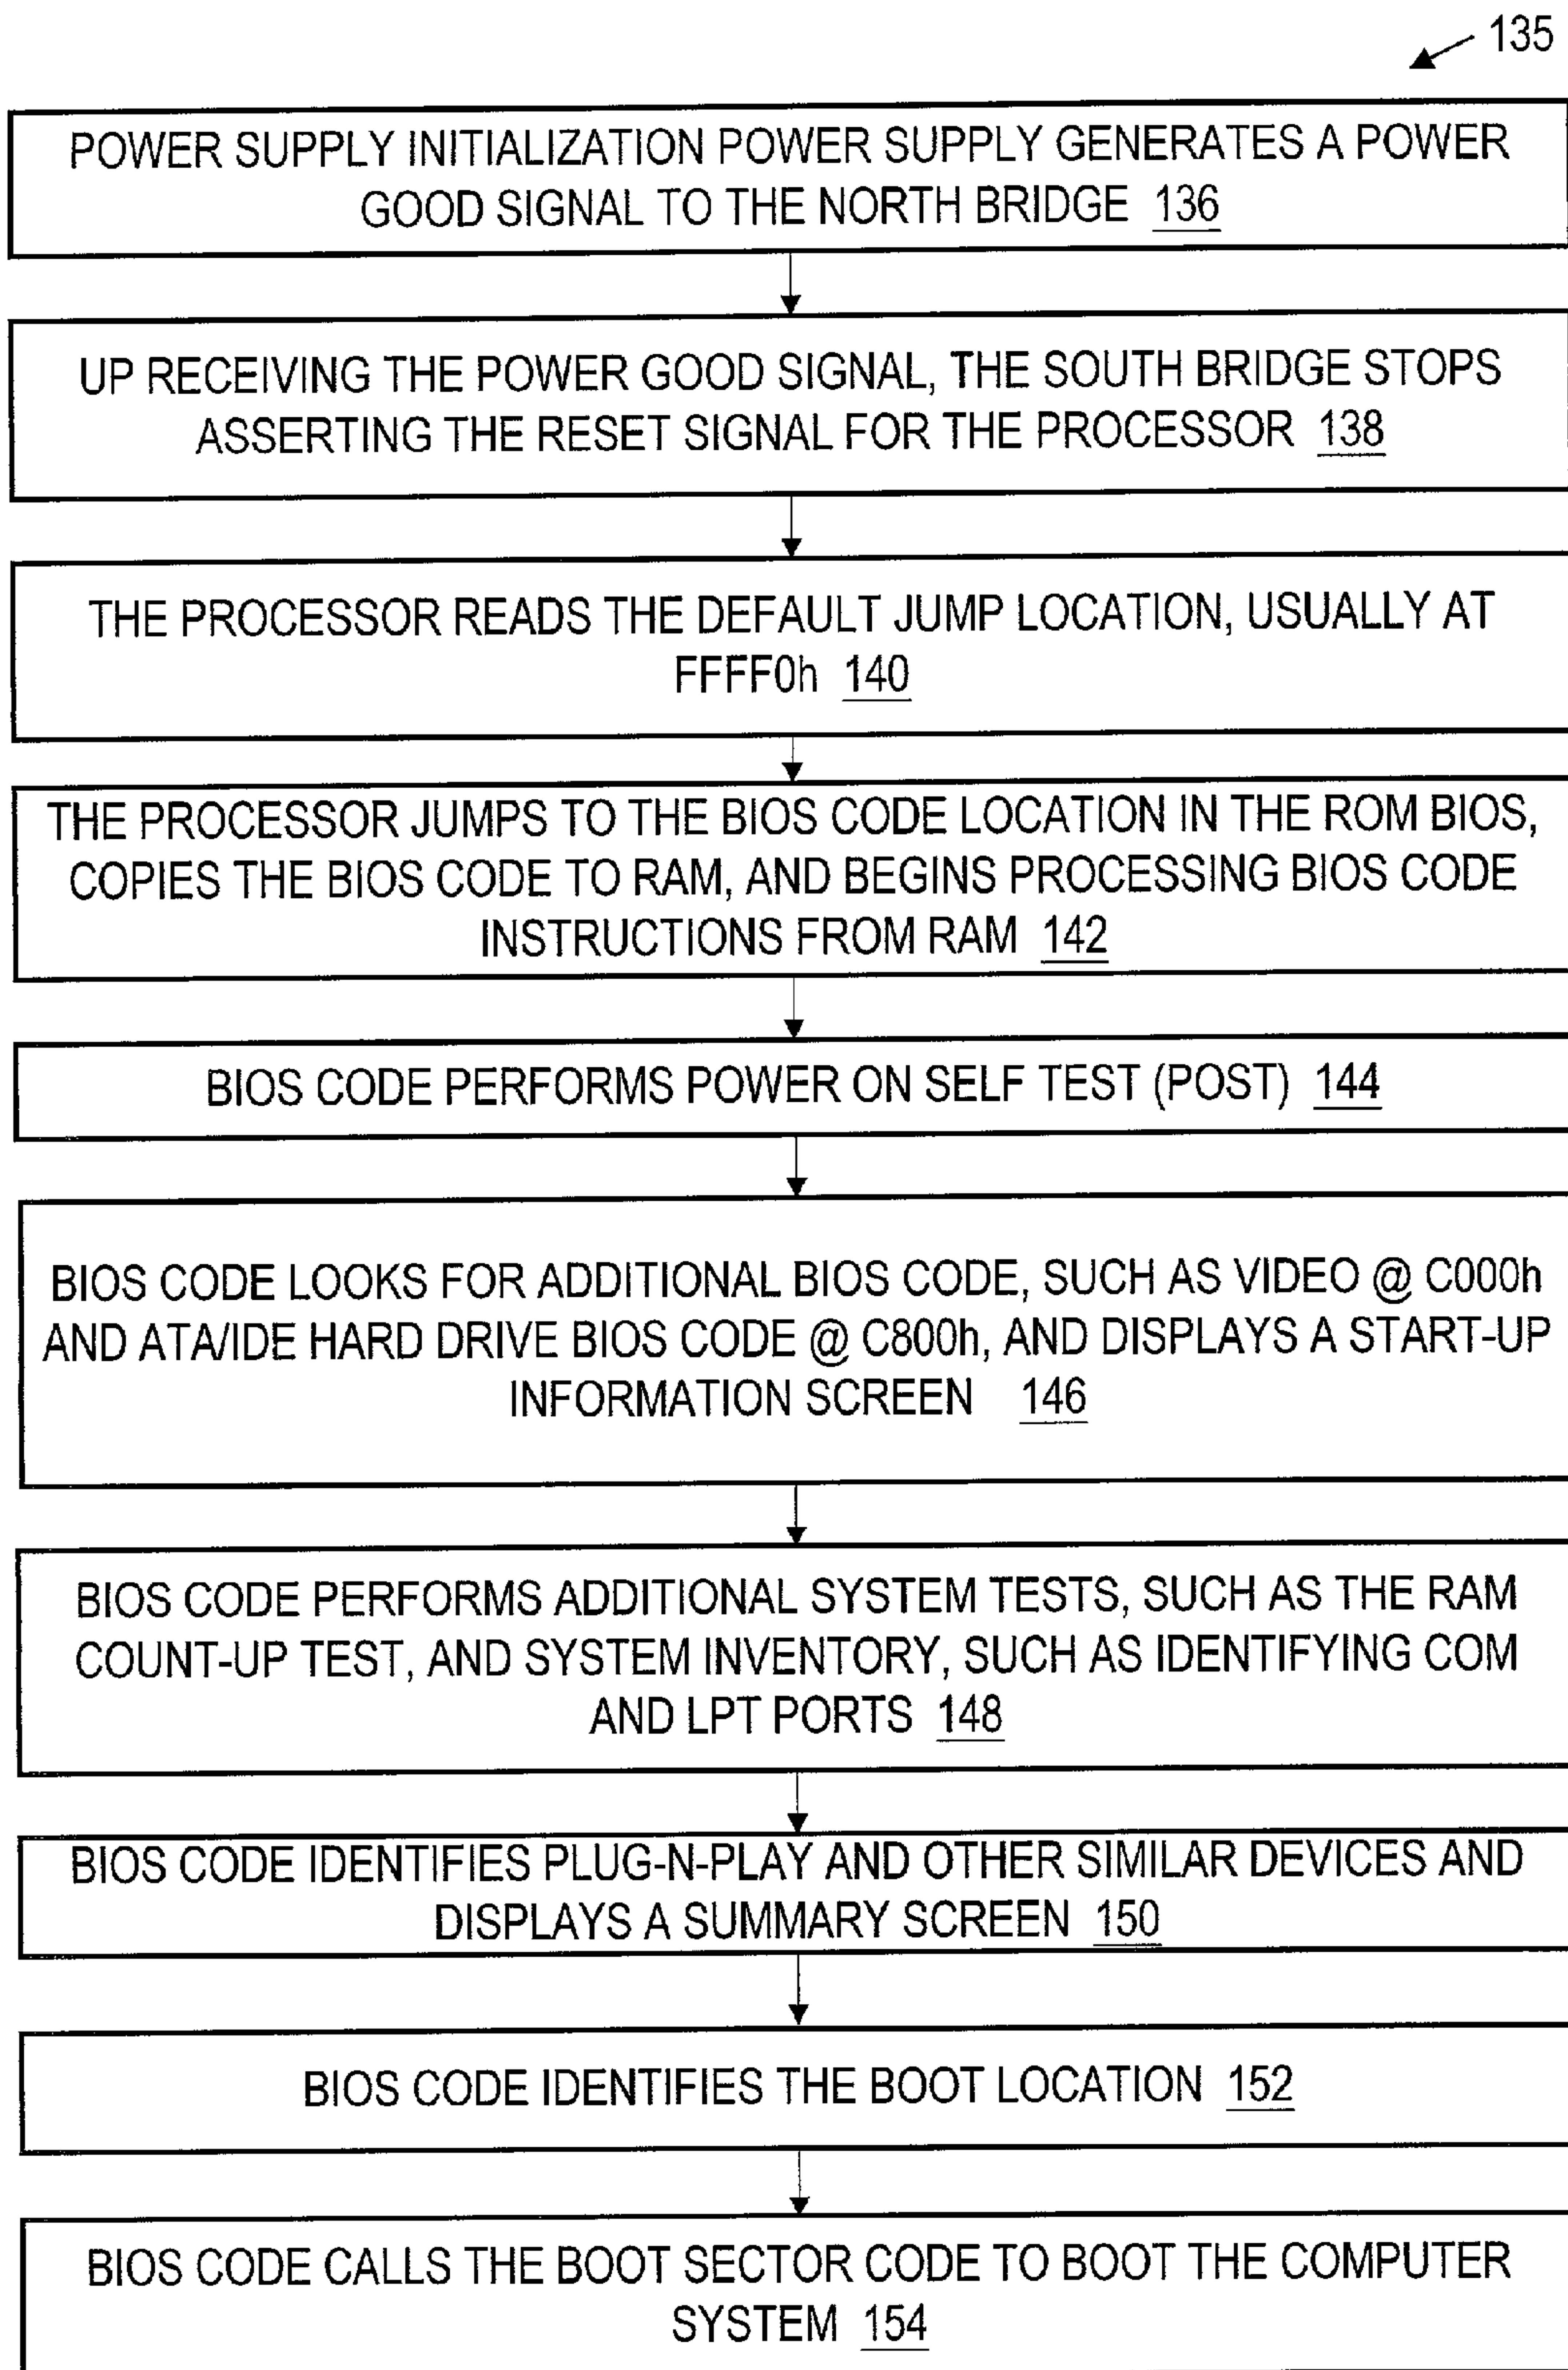 135
POWER SUPPLY INITIALIZATION POWER SUPPLY GENERATES A POWER
GOOD SIGNAL TO THE NORTH BRIDGE 136
UP RECEIVING THE POWER GOOD SIGNAL, THE SOUTH BRIDGE STOPS
ASSERTING THE RESET SIGNAL FOR THE PROCESSOR 138
THE PROCESSOR READS THE DEFAULT JUMP LOCATION, USUALLY AT
FFFF0h 140
THE PROCESSOR JUMPS TO THE BIOS CODE LOCATION IN THE ROM BIOS,
COPIES THE BIOS CODE TO RAM, AND BEGINS PROCESSING BIOS CODE
INSTRUCTIONS FROM RAM 142
BIOS CODE PERFORMS POWER ON SELF TEST (POST) 144
BIOS CODE LOOKS FOR ADDITIONAL BIOS CODE, SUCH AS VIDEO @ C000h
AND ATA/IDE HARD DRIVE BIOS CODE @ C800h, AND DISPLAYS A START-UP
INFORMATION SCREEN 146
BIOS CODE PERFORMS ADDITIONAL SYSTEM TESTS, SUCH AS THE RAM
COUNT-UP TEST, AND SYSTEM INVENTORY, SUCH AS IDENTIFYING COM
AND LPT PORTS 148
BIOS CODE IDENTIFIES PLUG-N-PLAY AND OTHER SIMILAR DEVICES AND
DISPLAYS A SUMMARY SCREEN 150
BIOS CODE IDENTIFIES THE BOOT LOCATION 152
BIOS CODE CALLS THE BOOT SECTOR CODE TO BOOT THE COMPUTER
SYSTEM 154